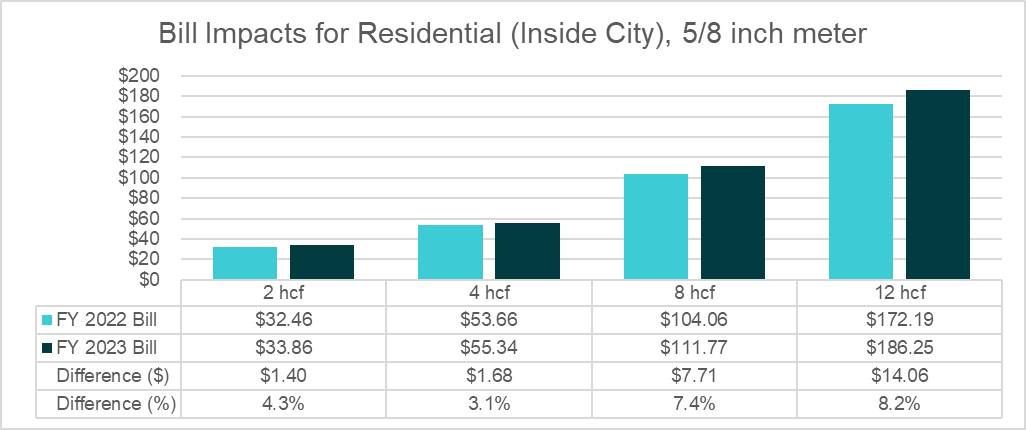 Bill Impacts for Residential (Inside City), 5/8 inch meter
$200
$180
$160
$140
$120
$100
$80
$60
$40
$20
$0
2 hcf 4 hcf 8 hcf 12 hcf
FY 2022 Bill $32.46 $53.66 $104.06 $172.19
FY 2023 Bill $33.86 $55.34 $111.77 $186.25
Difference ($) $1.40 $1.68 $7.71 $14.06
Difference (%) 4.3% 3.1% 7.4% 8.2%